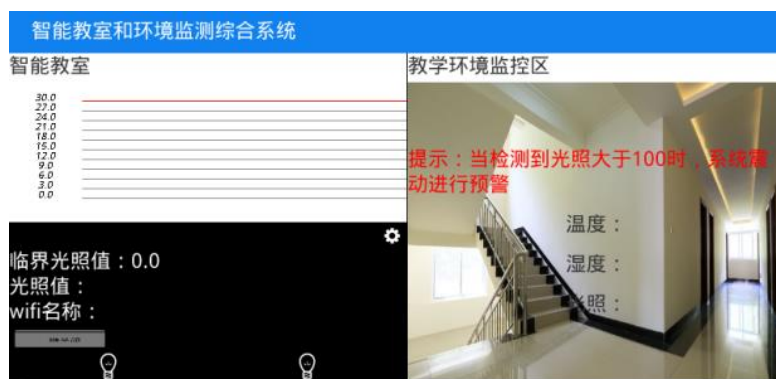 智能教室和环境监测综合系统
智能教室
30.0
27.0
24.0
21.0
18.0
15.0
12.0
9.0
6.0
3.0
0.0
临界光照值：0.0
光照值：
wifi名称：
教学环境监控区
提示：当检测到光照大于100时，系统震
动进行预警
温度：
湿度：
光照：